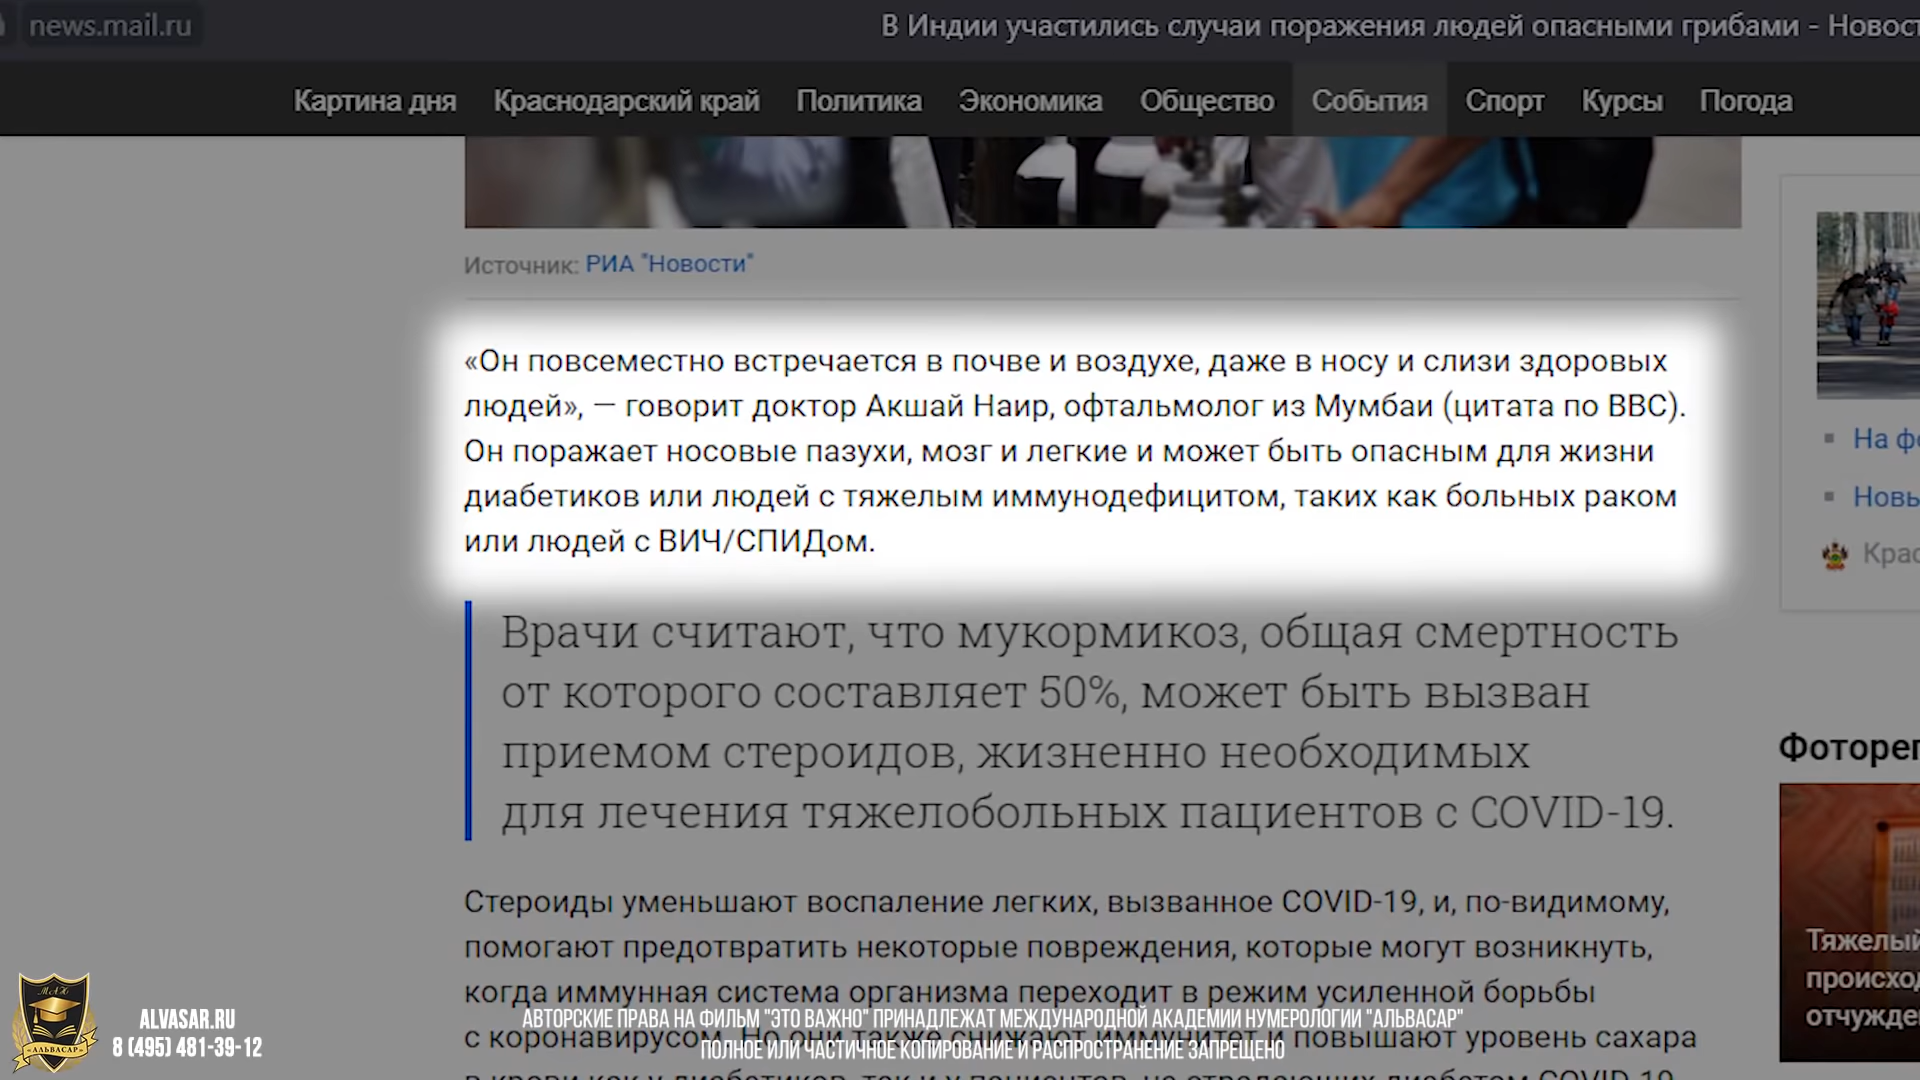 news.mail.ru
В Индии участились случаи поражения людей опасными грибами -
Картина дня Краснодарский край Политика Экономика Общество События Спорт Курсы Погода
Источник: РИА "Новости"
«Он повсеместно встречается в почве и воздухе, даже в носу и слизи здоровых
людей», — говорит доктор Акшай Наир, офтальмолог из Мумбаи (цитата по BBC).
Он поражает носовые пазухи, мозг и легкие и может быть опасным для жизни
диабетиков или людей с тяжелым иммунодефицитом, таких как больных раком
или людей с ВИЧ/СПИДом.
Врачи считают, что мукормикоз, общая смертность
от которого составляет 50%, может быть вызван
приемом стероидов, жизненно необходимых
для лечения тяжелобольных пациентов с COVID-19.
Стероиды уменьшают воспаление легких, вызванное COVID-19, и, по-видимому,
помогают предотвратить некоторые повреждения, которые могут возникнуть,
когда иммунная система организма переходит в режим усиленной борьбы
с коронавирусом. Но они также снижают иммунитет и повышают уровень сахара
На
Тяжелый
МАН
«АЛЬВАСАР»
ALVASAR.RU
8 (495) 481-39-12
АВТОРСКИЕ ПРАВА НА ФИЛЬМ "ЭТО ВАЖНО" ПРИНАДЛЕЖАТ МЕЖДУНАРОДНОЙ АКАДЕМИИ НУМЕРОЛОГИИ "АЛЬВАСАР"
ПОЛНОЕ ИЛИ ЧАСТИЧНОЕ КОПИРОВАНИЕ И РАСПРОСТРАНЕНИЕ ЗАПРЕЩЕНО